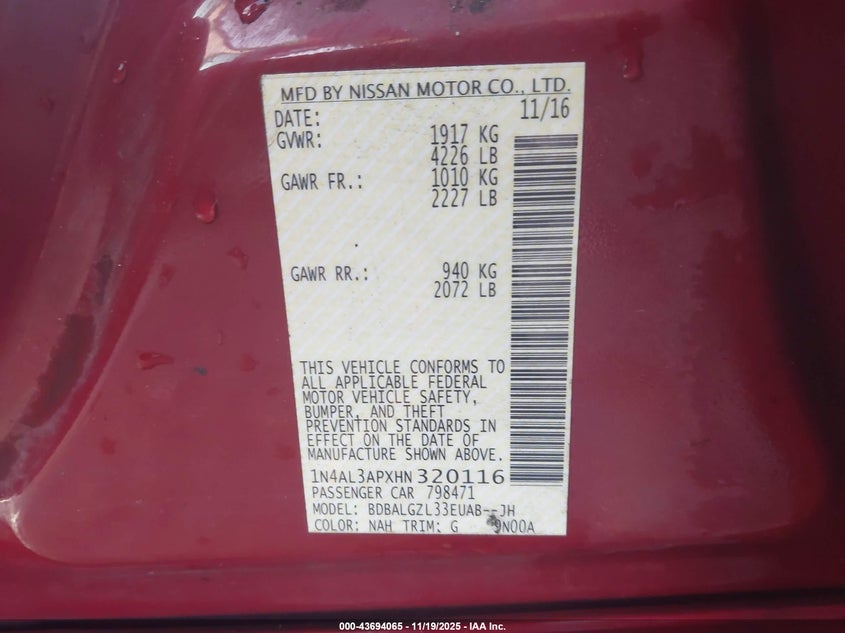 MFD BY NISSAN MOTOR CO., LTD.
DATE: 11/16
GVWR: 1917 KG
4226 LB
GAWR FR.: 1010 KG
2227 LB
GAWR RR.: 940 KG
2072 LB
THIS VEHICLE CONFORMS TO
ALL APPLICABLE FEDERAL
MOTOR VEHICLE SAFETY,
BUMPER, AND THEFT
PREVENTION STANDARDS IN
EFFECT ON THE DATE OF
MANUFACTURE SHOWN ABOVE.
1N4AL3APXHN320116
PASSENGER CAR 798471
MODEL: BDBALGZL33EUAB--JH
COLOR: NAH TRIM: G
000-43694065 - 11/19/2025 - IAA Inc.